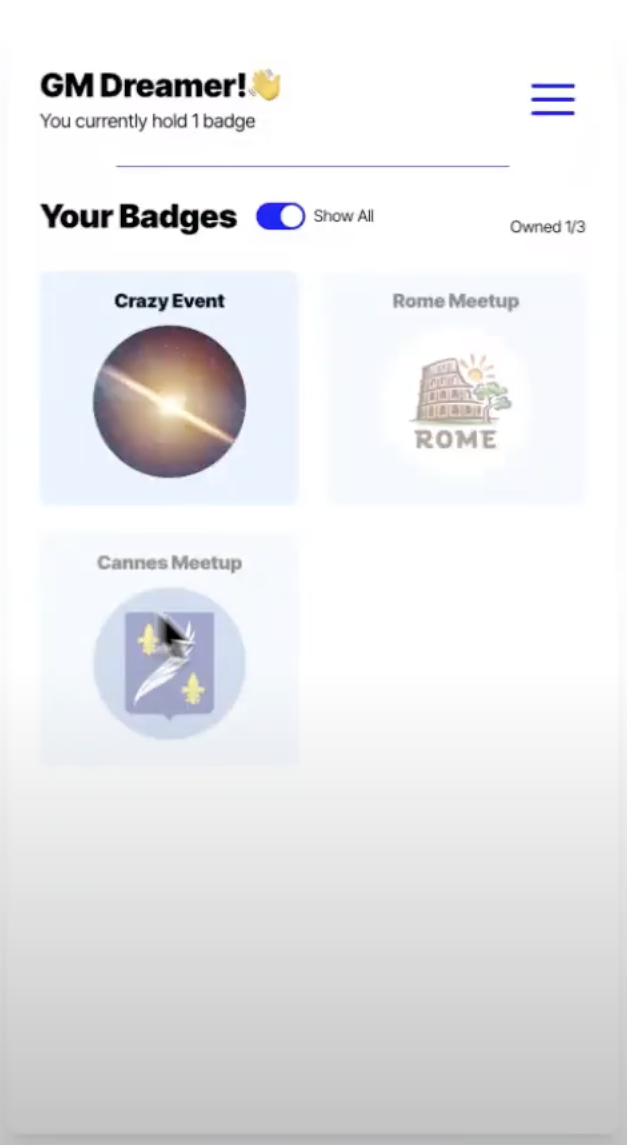 GM Dreamer!👋
You currently hold 1 badge
Your Badges
Show All
Owned 1/3
Crazy Event
Rome Meetup
ROME
Cannes Meetup